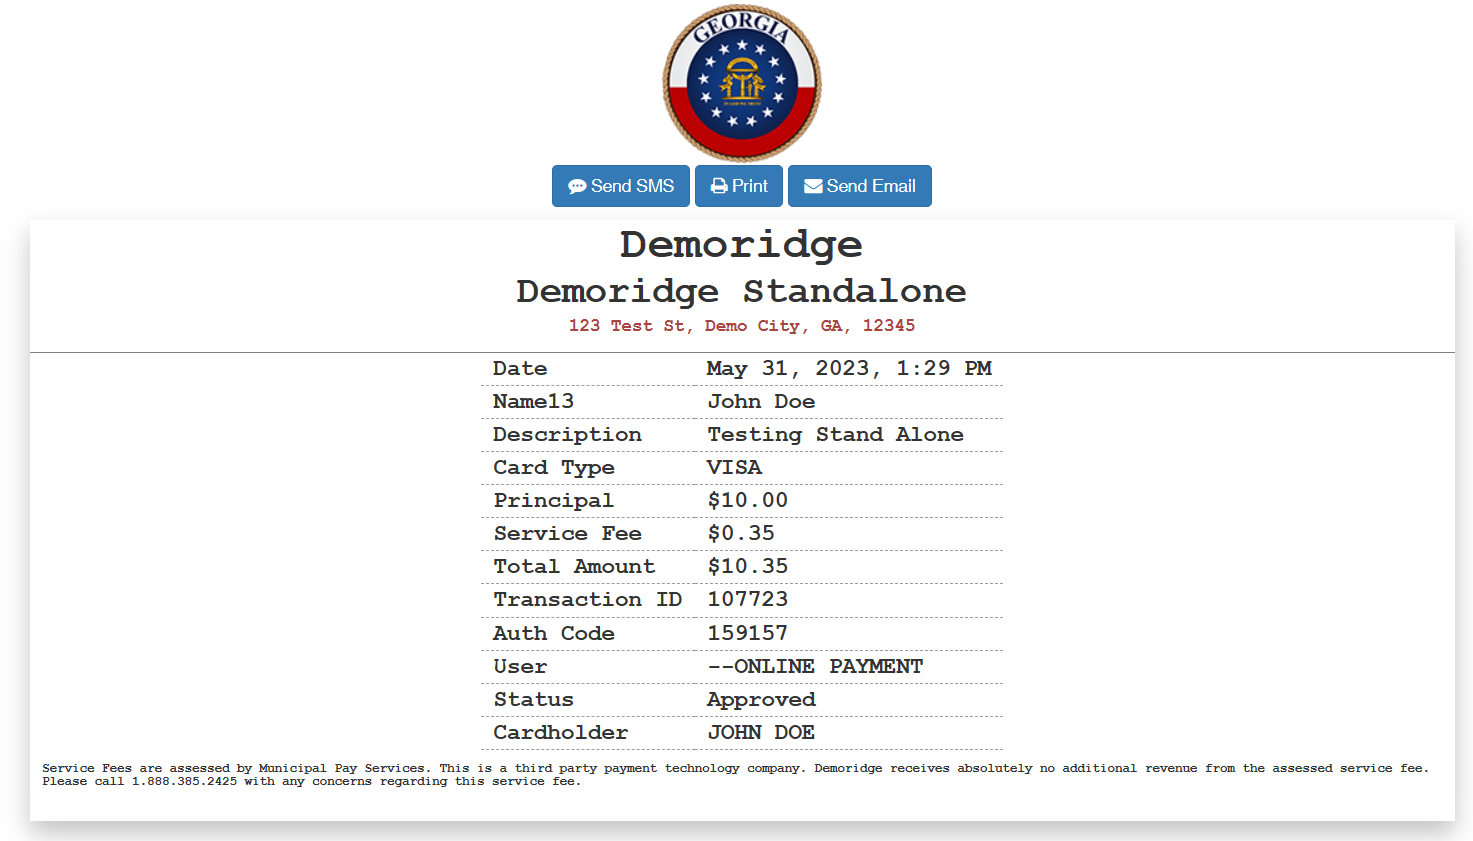 GEORGIA
Send SMS Print Send Email
Demoridge
Demoridge Standalone
123 Test St, Demo City, GA, 12345
Date May 31, 2023, 1:29 PM
Name13 John Doe
Description Testing Stand Alone
Card Type VISA
Principal $10.00
Service Fee $0.35
Total Amount $10.35
Transaction ID 107723
Auth Code 159157
User --ONLINE PAYMENT
Status Approved
Cardholder JOHN DOE
Service Fees are assessed by Municipal Pay Services. This is a third party payment technology company. Demoridge receives absolutely no additional revenue from the assessed service fee.
Please call 1.888.385.2425 with any concerns regarding this service fee.